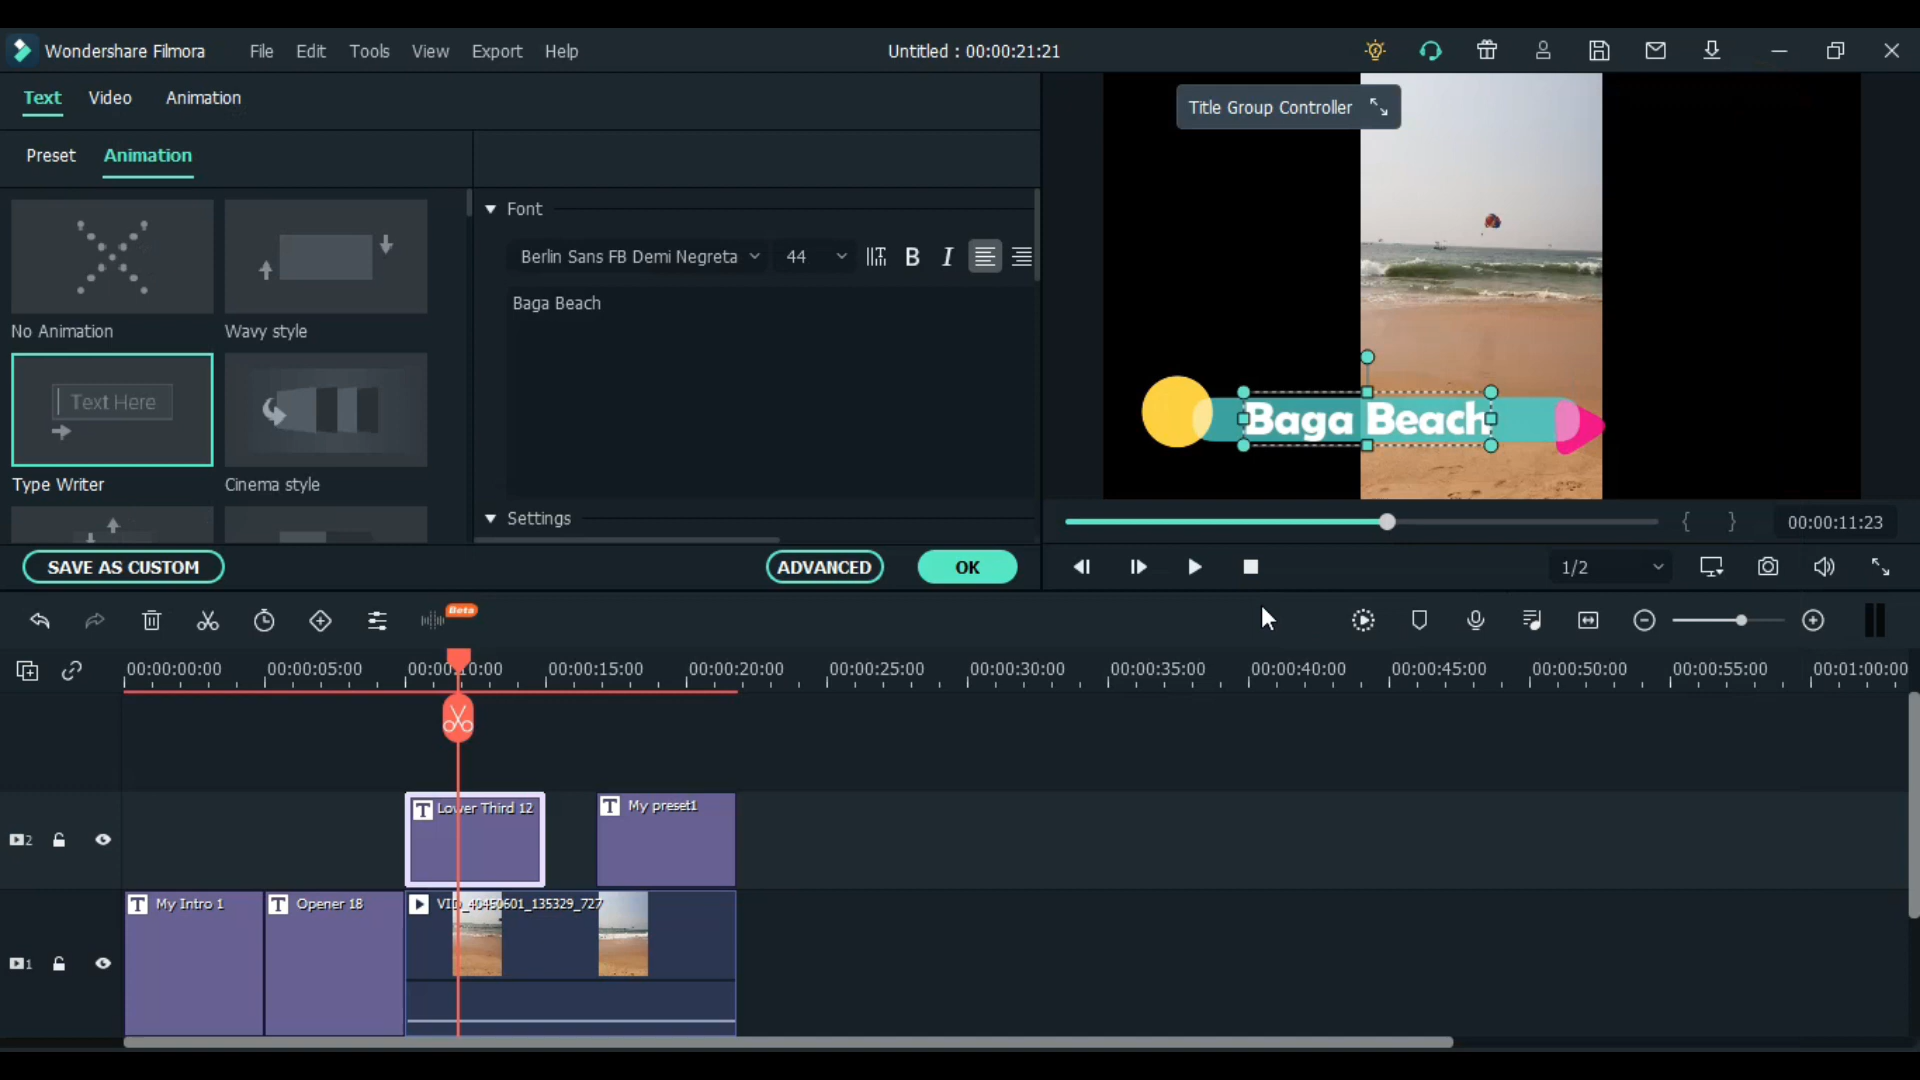 Wondershare Filmora File Edit Tools View Export Help Untitled : 00:00:21:21
Text Video Animation
Title Group Controller
Preset Animation
Font
Berlin Sans FB Demi Negreta 44 B I
Baga Beach
No Animation Wavy style
Text Here
Type Writer Cinema style
Baga Beach
Settings
00:00:11:23
SAVE AS CUSTOM ADVANCED OK
1/2
Beta
00:00:00:00 00:00:05:00 00:00:10:00 00:00:15:00 00:00:20:00 00:00:25:00 00:00:30:00 00:00:35:00 00:00:40:00 00:00:45:00 00:00:50:00 00:00:55:00 00:01:00:00
T Lower Third 12 T My preset1
2
T My Intro 1 T Opener 18 VID_40450601_135329_727
1